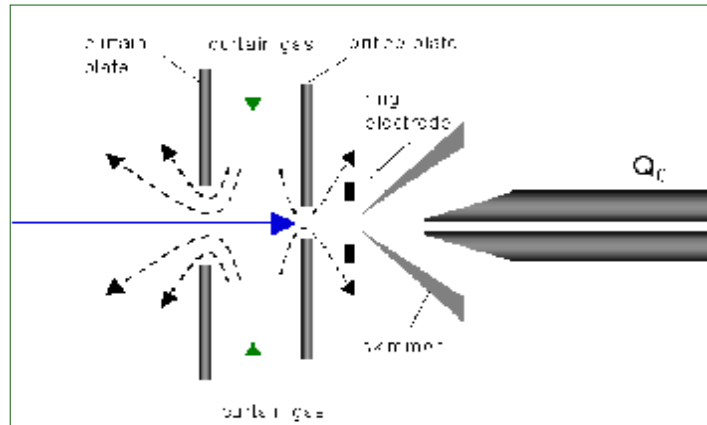 curtain gas
orifice plate
curtain
plate
ring
electrode
Q0
skimmer
curtain gas